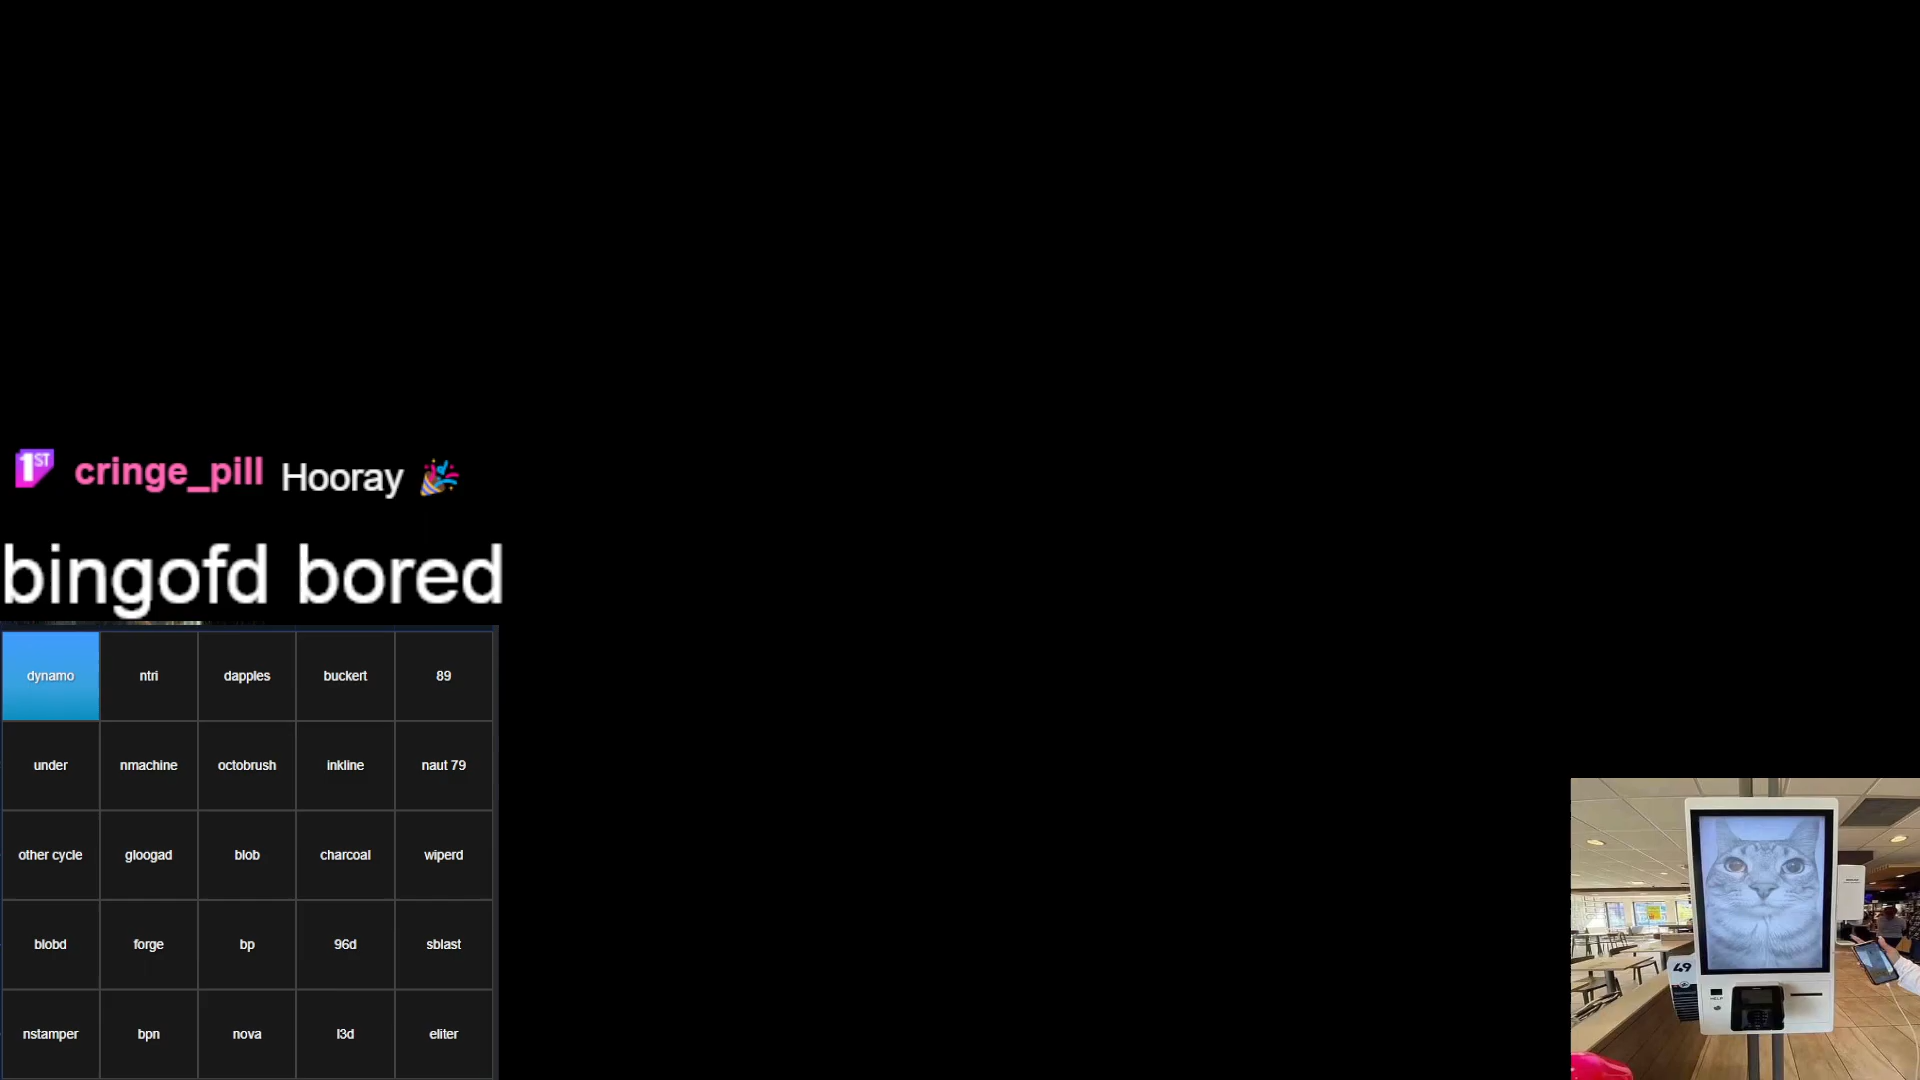 1ST cringe_pill Hooray 🎉
bingofd bored
dynamo ntri dapples buckert 89
under nmachine octobrush inkline naut 79
other cycle gloogad blob charcoal wiperd
blobd forge bp 96d sblast
nstamper bpn nova l3d eliter
49
HELP